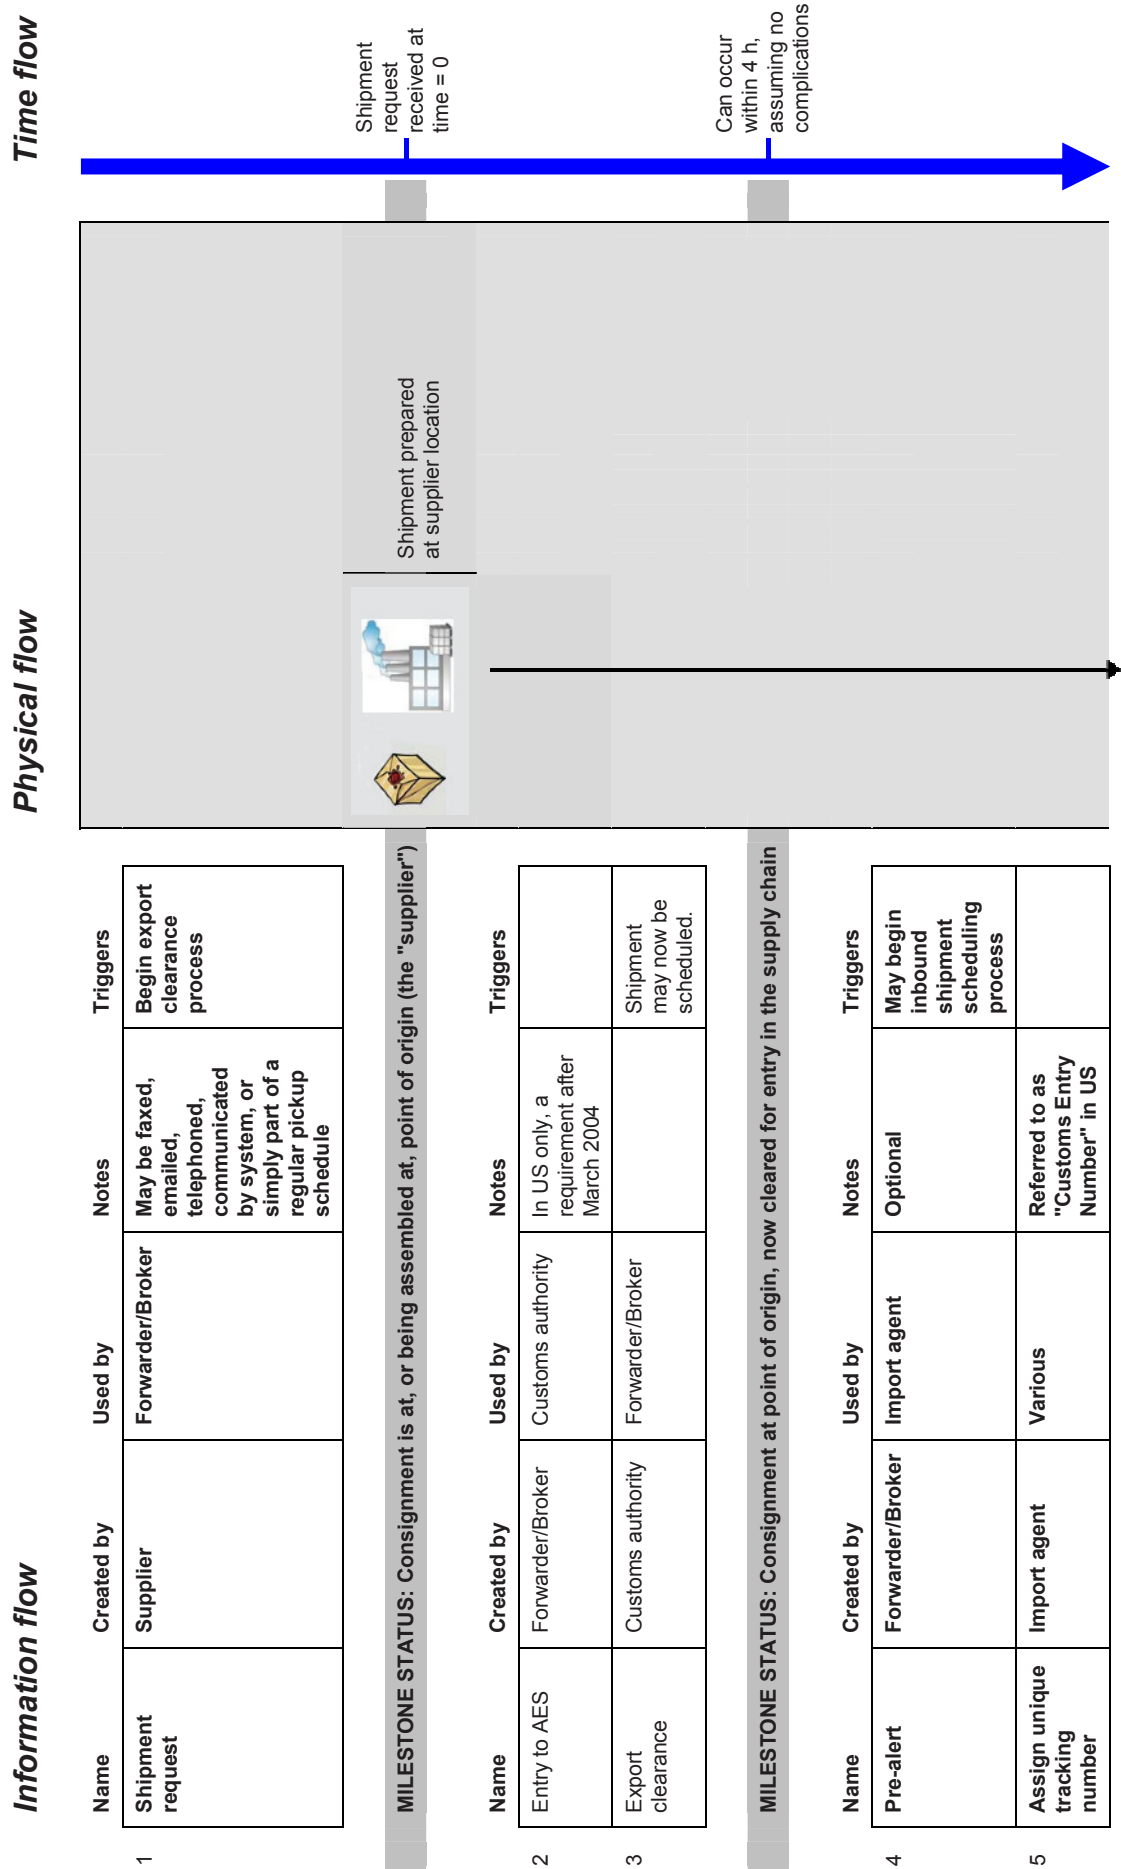 Information flow
Physical flow
Time flow
Name
Created by
Used by
Notes
Triggers
1
Shipment
request
Supplier
Forwarder/Broker
May be faxed,
emailed,
telephoned,
communicated
by system, or
simply part of a
regular pickup
schedule
Begin export
clearance
process
MILESTONE STATUS: Consignment is at, or being assembled at, point of origin (the "supplier")
Shipment prepared
at supplier location
Shipment
request
received at
time = 0
Name
Created by
Used by
Notes
Triggers
2
Entry to AES
Forwarder/Broker
Customs authority
In US only, a
requirement after
March 2004
3
Export
clearance
Customs authority
Forwarder/Broker
Shipment
may now be
scheduled.
MILESTONE STATUS: Consignment at point of origin, now cleared for entry in the supply chain
Can occur
within 4 h,
assuming no
complications
Name
Created by
Used by
Notes
Triggers
4
Pre-alert
Forwarder/Broker
Import agent
Optional
May begin
inbound
shipment
scheduling
process
5
Assign unique
tracking
number
Import agent
Various
Referred to as
"Customs Entry
Number" in US